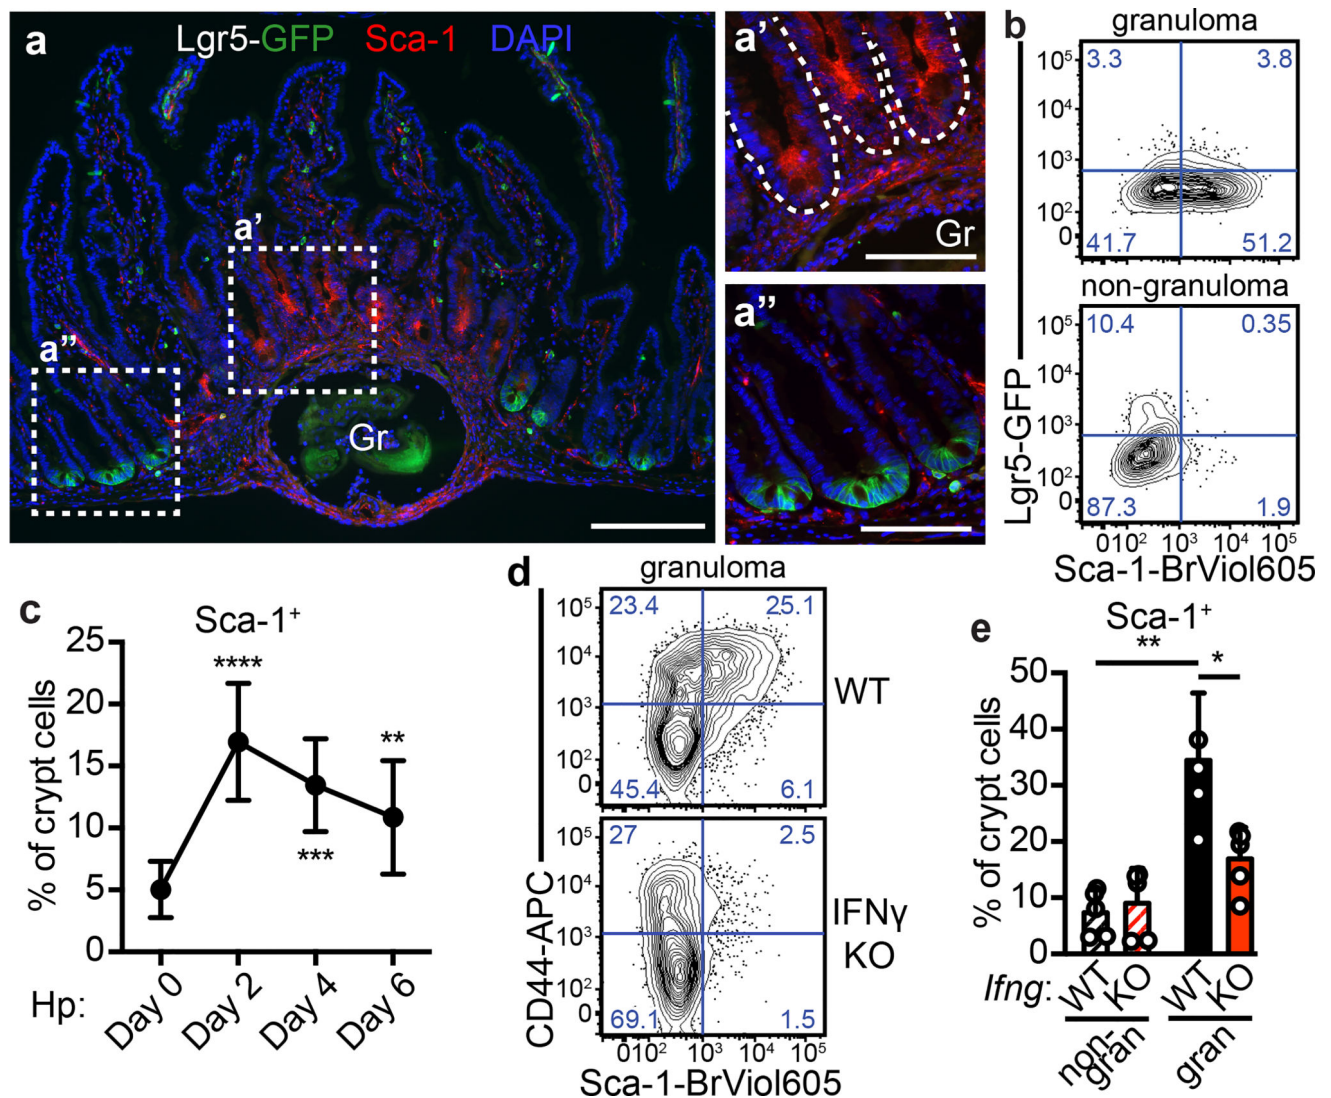 a
Lgr5-GFP Sca-1 DAPI
a'
a"
Gr
a'
Gr
a"
b
granuloma
3.3 3.8
41.7 51.2
10⁵
10⁴
10³
10²
0
non-granuloma
10.4 0.35
87.3 1.9
10⁵
10⁴
10³
10²
0
Lgr5-GFP
0 10² 10³ 10⁴ 10⁵
Sca-1-BrViol605
c
Sca-1⁺
% of crypt cells
25
20
15
10
5
0
****
***
**
Hp: Day 0 Day 2 Day 4 Day 6
d
granuloma
23.4 25.1
45.4 6.1
10⁵
10⁴
10³
10²
0
WT
27 2.5
69.1 1.5
10⁵
10⁴
10³
10²
0
IFNγ
KO
CD44-APC
0 10² 10³ 10⁴ 10⁵
Sca-1-BrViol605
e
Sca-1⁺
** *
% of crypt cells
50
40
30
20
10
0
Ifng: WT KO WT KO
non-
gran
gran